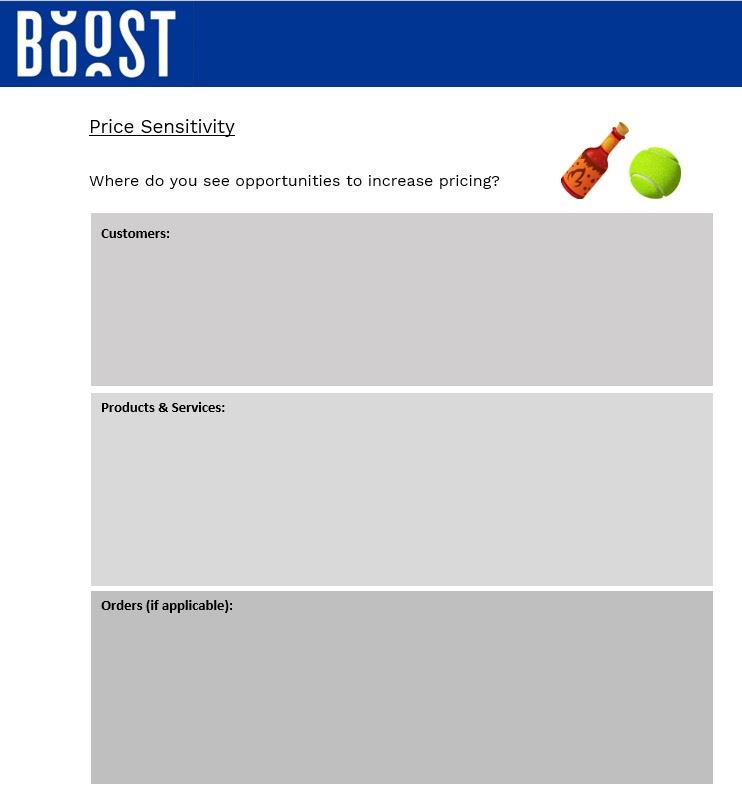 BOOST
Price Sensitivity
Where do you see opportunities to increase pricing?
Customers:
Products & Services:
Orders (if applicable):